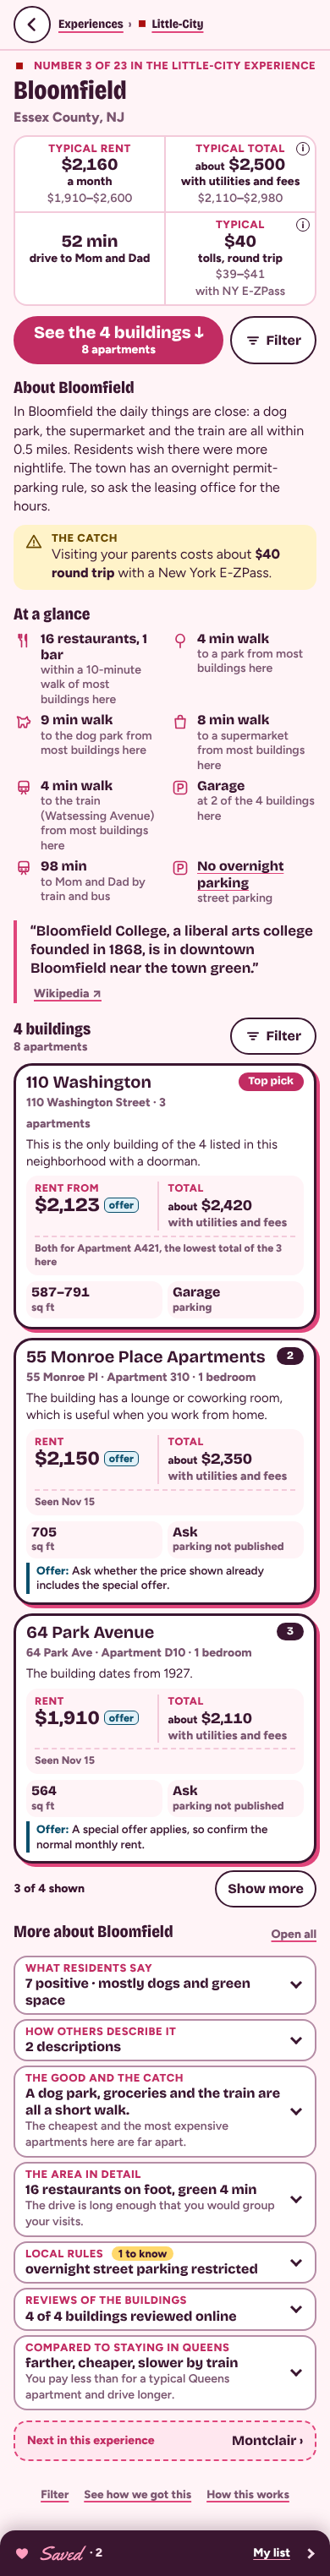 Experiences › Little-City
NUMBER 3 OF 23 IN THE LITTLE-CITY EXPERIENCE
Bloomfield
Essex County, NJ
TYPICAL RENT
$2,160
a month
$1,910–$2,600
TYPICAL TOTAL
about $2,500
with utilities and fees
$2,110–$2,980
52 min
drive to Mom and Dad
TYPICAL
$40
tolls, round trip
$39–$41
with NY E-ZPass
See the 4 buildings ↓
8 apartments
Filter
About Bloomfield
In Bloomfield the daily things are close: a dog
park, the supermarket and the train are all within
0.5 miles. Residents wish there were more
nightlife. The town has an overnight permit-
parking rule, so ask the leasing office for the
hours.
THE CATCH
Visiting your parents costs about $40
round trip with a New York E-ZPass.
At a glance
16 restaurants, 1
bar
within a 10-minute
walk of most
buildings here
4 min walk
to a park from most
buildings here
9 min walk
to the dog park from
most buildings here
8 min walk
to a supermarket
from most buildings
here
4 min walk
to the train
(Watsessing Avenue)
from most buildings
here
Garage
at 2 of the 4 buildings
here
98 min
to Mom and Dad by
train and bus
No overnight
parking
street parking
“Bloomfield College, a liberal arts college
founded in 1868, is in downtown
Bloomfield near the town green.”
Wikipedia ↗
4 buildings
8 apartments
Filter
110 Washington
Top pick
110 Washington Street · 3
apartments
This is the only building of the 4 listed in this
neighborhood with a doorman.
RENT FROM
$2,123 offer
TOTAL
about $2,420
with utilities and fees
Both for Apartment A421, the lowest total of the 3
here
587–791
sq ft
Garage
parking
55 Monroe Place Apartments
2
55 Monroe Pl · Apartment 310 · 1 bedroom
The building has a lounge or coworking room,
which is useful when you work from home.
RENT
$2,150 offer
TOTAL
about $2,350
with utilities and fees
Seen Nov 15
705
sq ft
Ask
parking not published
Offer: Ask whether the price shown already
includes the special offer.
64 Park Avenue
3
64 Park Ave · Apartment D10 · 1 bedroom
The building dates from 1927.
RENT
$1,910 offer
TOTAL
about $2,110
with utilities and fees
Seen Nov 15
564
sq ft
Ask
parking not published
Offer: A special offer applies, so confirm the
normal monthly rent.
3 of 4 shown
Show more
More about Bloomfield
Open all
WHAT RESIDENTS SAY
7 positive · mostly dogs and green
space
HOW OTHERS DESCRIBE IT
2 descriptions
THE GOOD AND THE CATCH
A dog park, groceries and the train are
all a short walk.
The cheapest and the most expensive
apartments here are far apart.
THE AREA IN DETAIL
16 restaurants on foot, green 4 min
The drive is long enough that you would group
your visits.
LOCAL RULES 1 to know
overnight street parking restricted
REVIEWS OF THE BUILDINGS
4 of 4 buildings reviewed online
COMPARED TO STAYING IN QUEENS
farther, cheaper, slower by train
You pay less than for a typical Queens
apartment and drive longer.
Next in this experience
Montclair ›
Filter
See how we got this
How this works
Saved · 2
My list